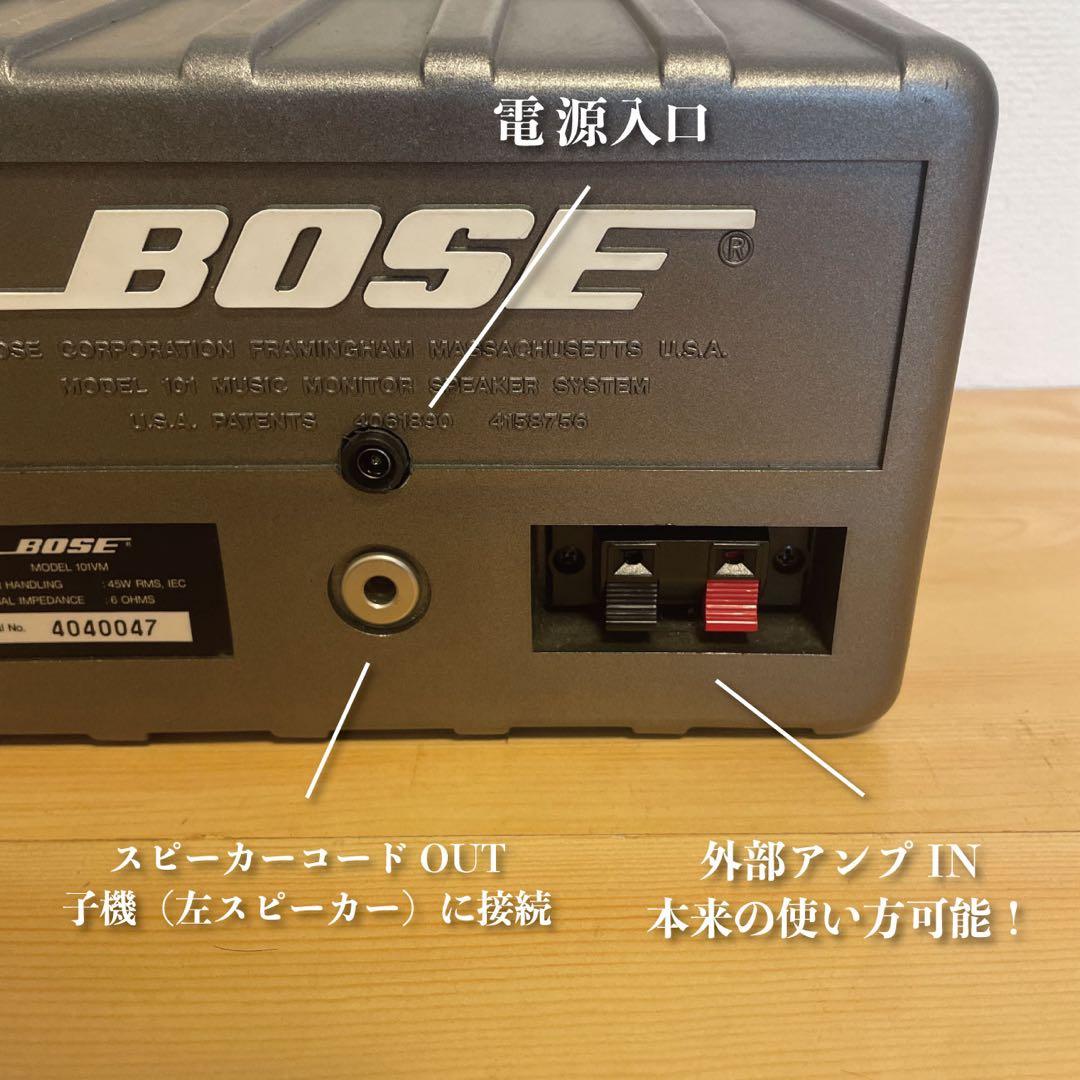 電源入口
BOSE®
BOSE CORPORATION FRAMINGHAM MASSACHUSETTS U.S.A.
MODEL 101 MUSIC MONITOR SPEAKER SYSTEM
U.S.A. PATENTS 4061890 4158756
BOSE
MODEL 101VM
HANDLING : 45W RMS, IEC
IMPEDANCE : 6 OHMS
No. 4040047
スピーカーコード OUT
子機（左スピーカー）に接続
外部アンプ IN
本来の使い方可能！